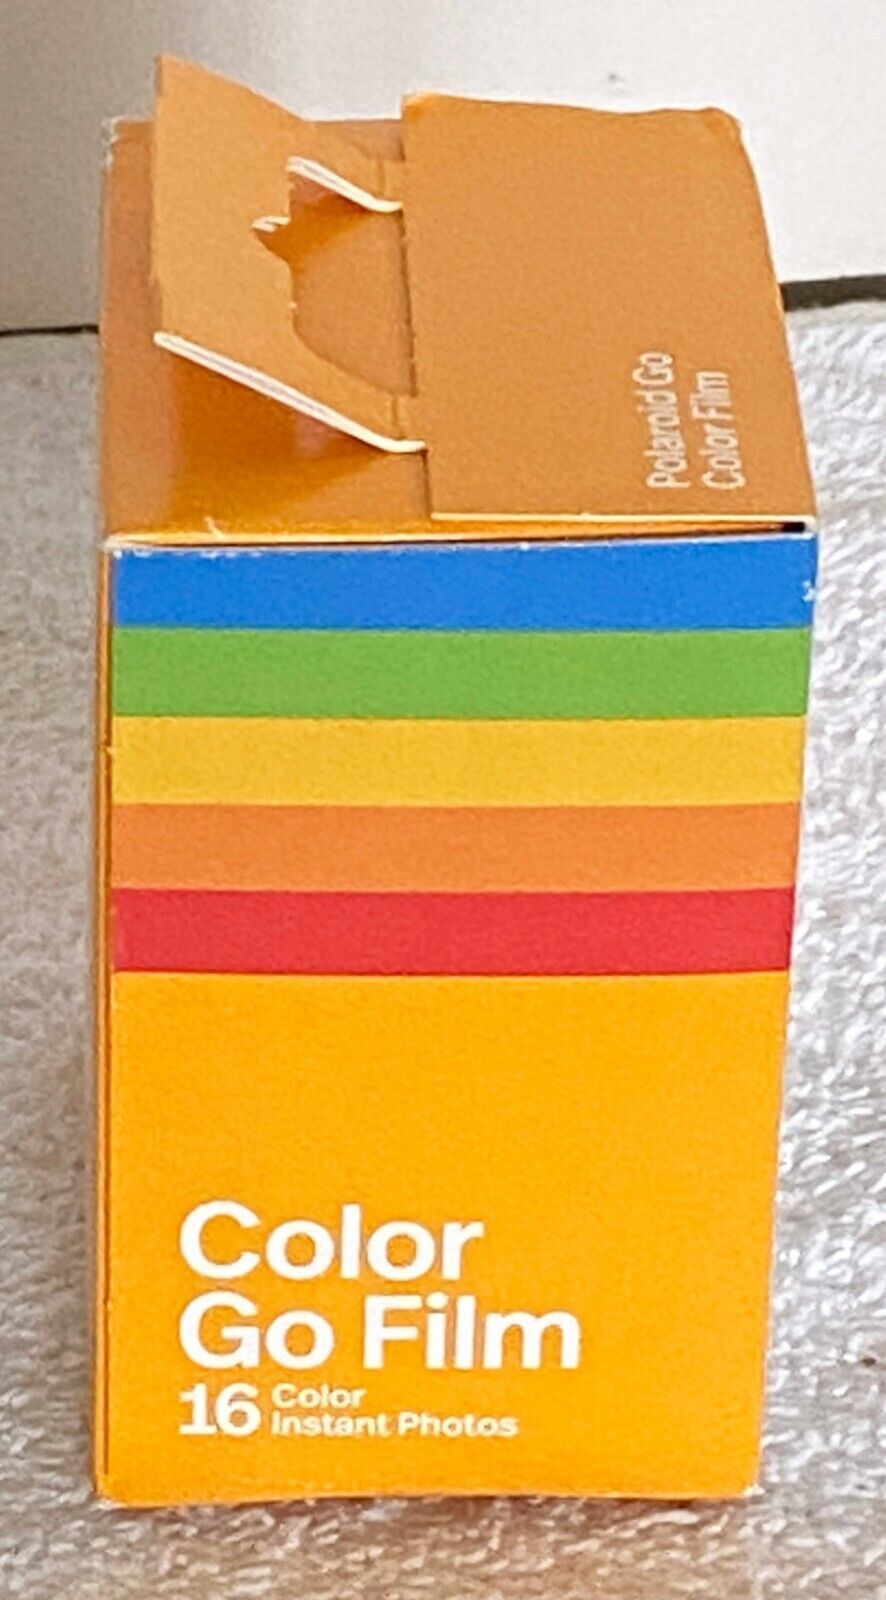 Polaroid Go
Color Film
Color
Go Film
16 Color
Instant Photos